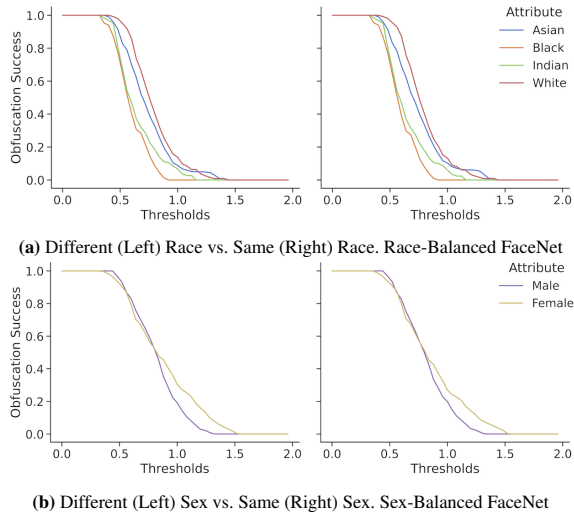 Attribute
Asian
Black
Indian
White
Obfuscation Success
1.0
0.8
0.6
0.4
0.2
0.0
0.0 0.5 1.0 1.5 2.0 0.0 0.5 1.0 1.5 2.0
Thresholds Thresholds
(a) Different (Left) Race vs. Same (Right) Race. Race-Balanced FaceNet
Attribute
Male
Female
Obfuscation Success
1.0
0.8
0.6
0.4
0.2
0.0
0.0 0.5 1.0 1.5 2.0 0.0 0.5 1.0 1.5 2.0
Thresholds Thresholds
(b) Different (Left) Sex vs. Same (Right) Sex. Sex-Balanced FaceNet